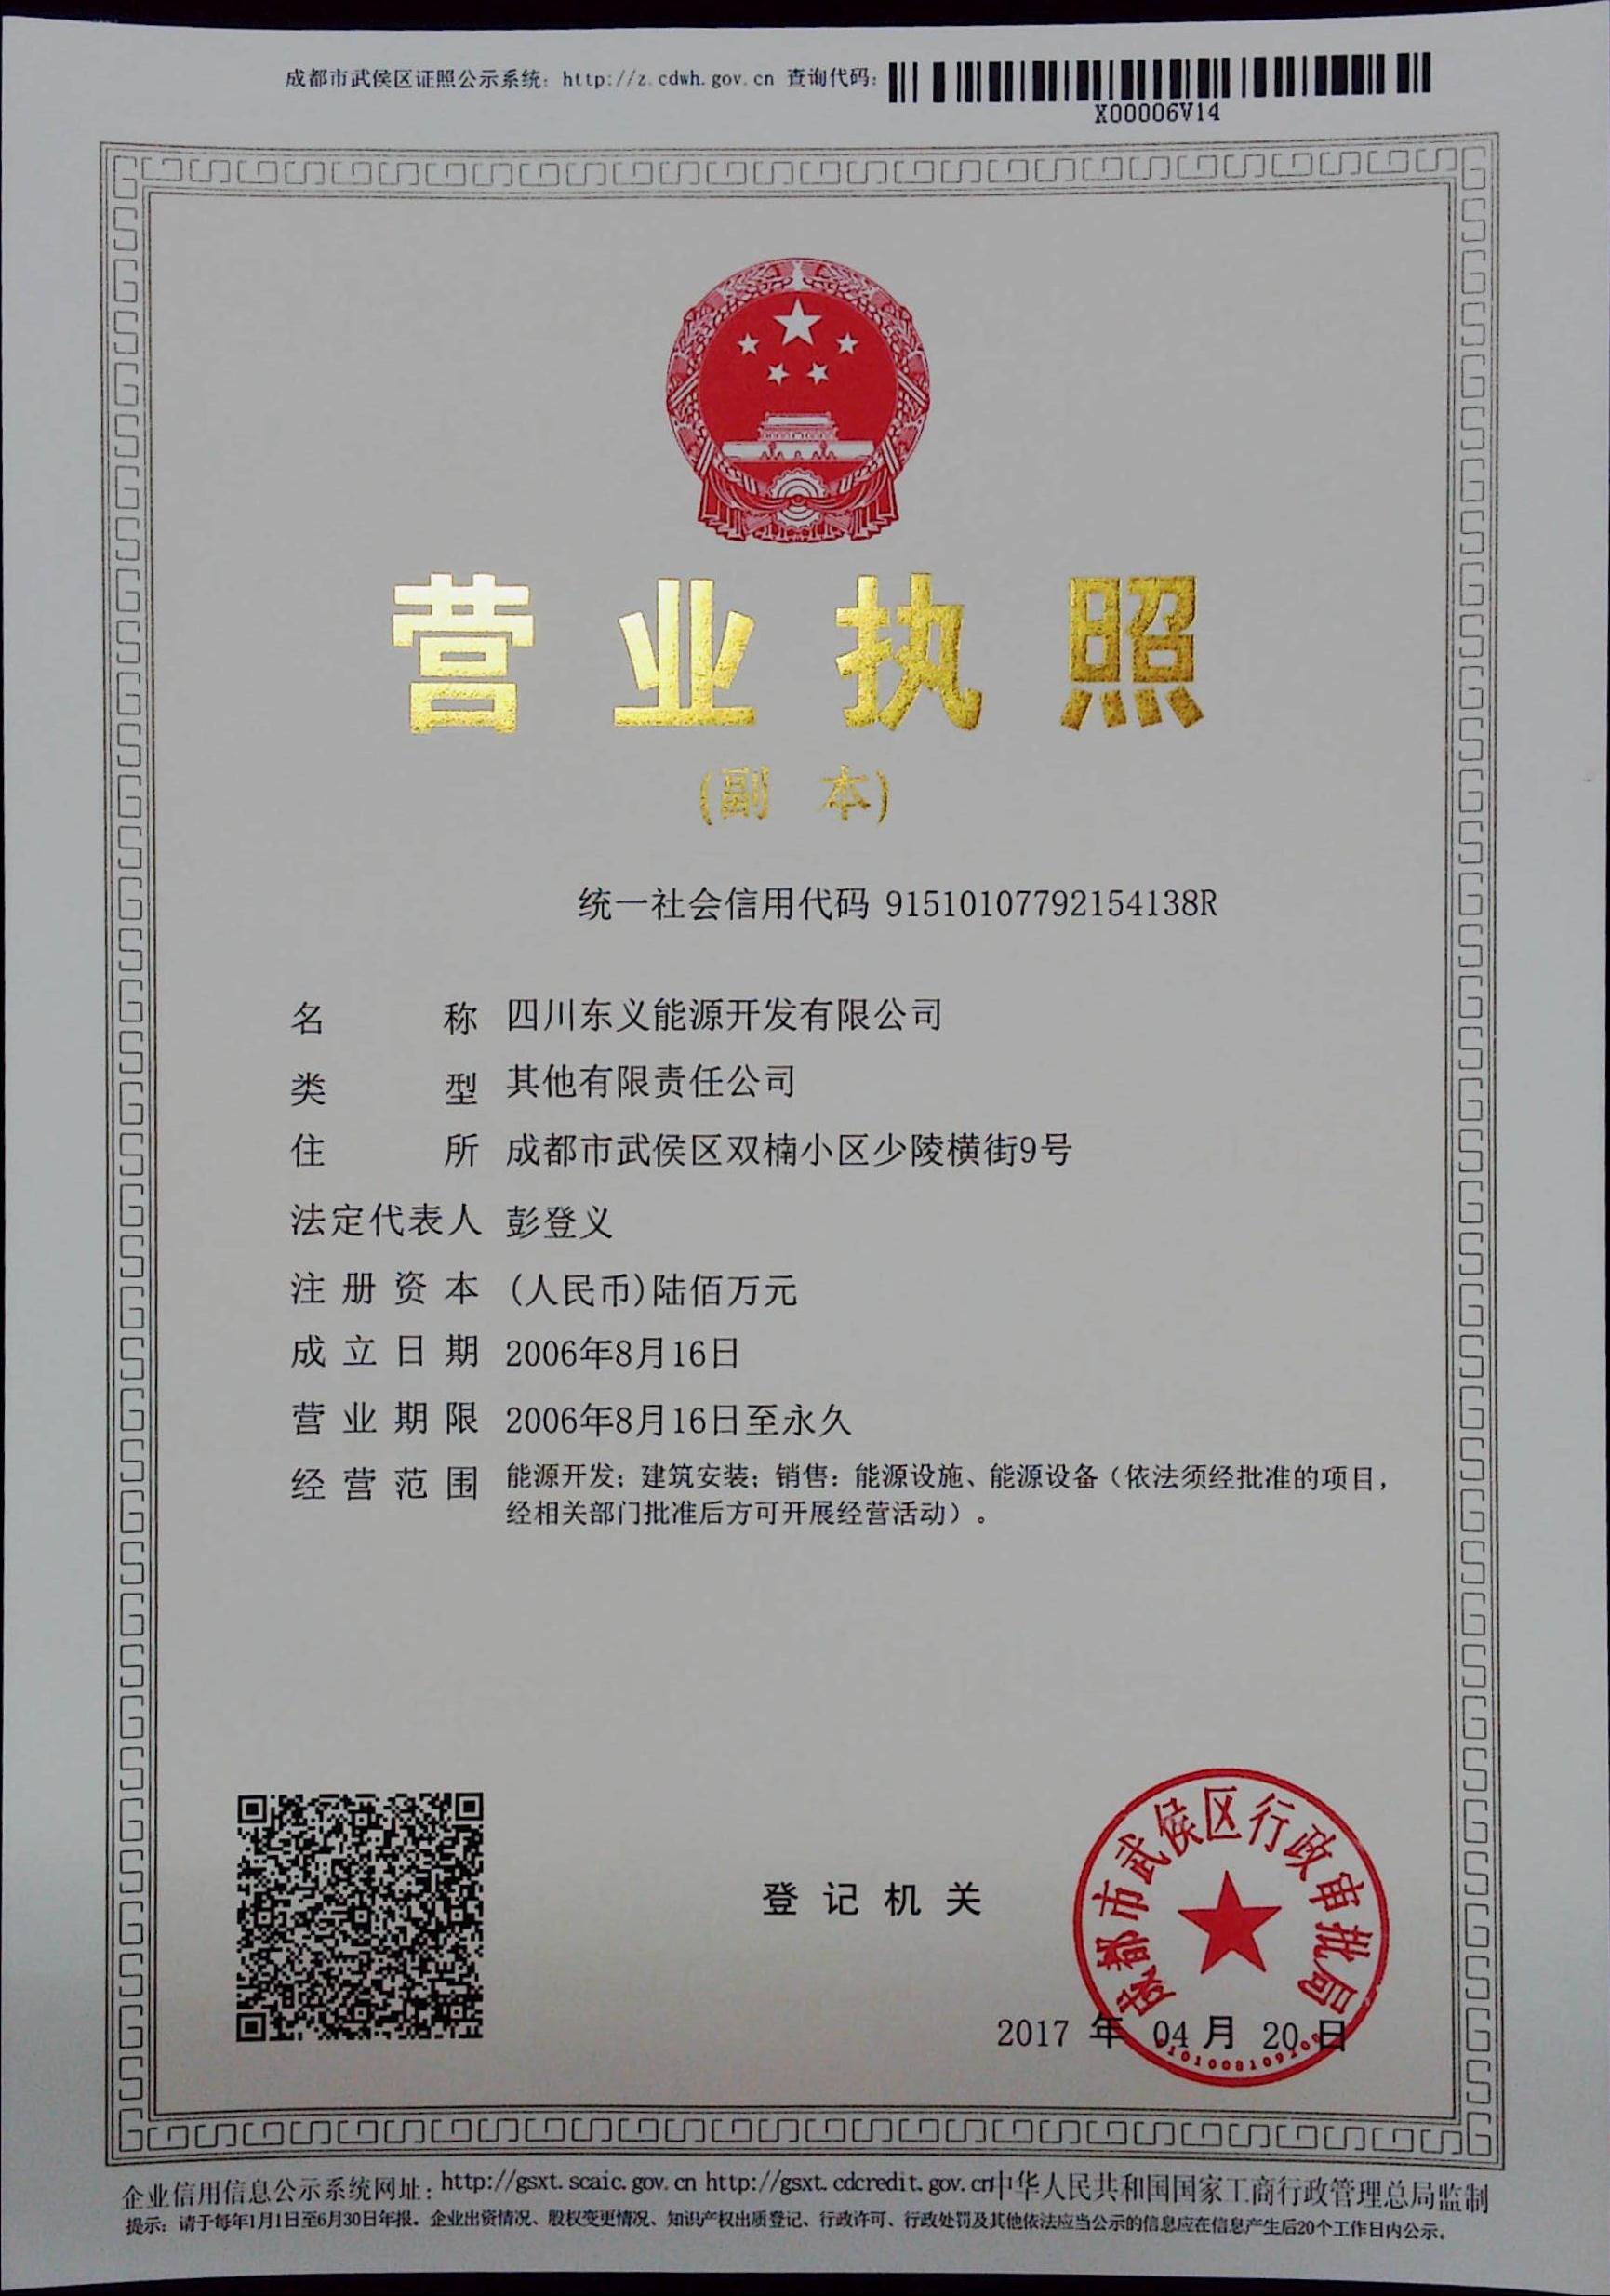 成都市武侯区证照公示系统: http://z.cdwh.gov.cn 查询代码:
X00006V14
营业执照
(副 本)
统一社会信用代码 91510107792154138R
名 称 四川东义能源开发有限公司
类 型 其他有限责任公司
住 所 成都市武侯区双楠小区少陵横街9号
法定代表人 彭登义
注册资本 (人民币)陆佰万元
成立日期 2006年8月16日
营业期限 2006年8月16日至永久
经营范围 能源开发；建筑安装；销售：能源设施、能源设备（依法须经批准的项目，
经相关部门批准后方可开展经营活动）。
成都市武侯区行政审批局
登记机关
2017 年 04 月 20 日
企业信用信息公示系统网址：http://gsxt.scaic.gov.cn http://gsxt.cdcredit.gov.cn中华人民共和国国家工商行政管理总局监制
提示：请于每年1月1日至6月30日年报。企业出资情况、股权变更情况、知识产权出质登记、行政许可、行政处罚及其他依法应当公示的信息应在信息产生后20个工作日内公示。